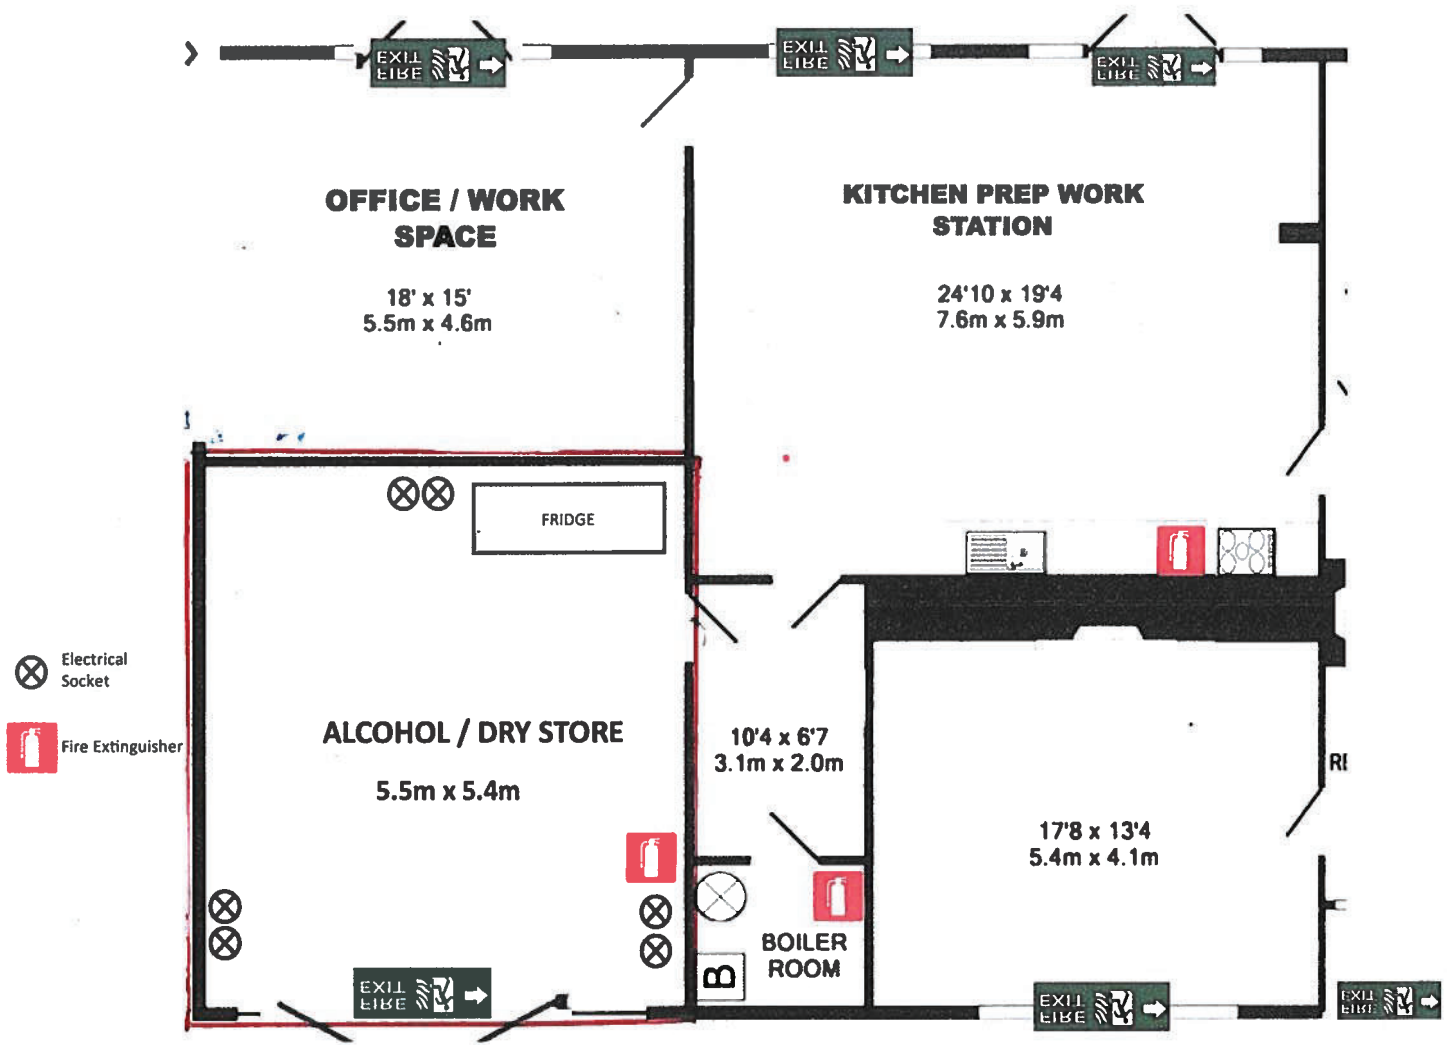 EXIT
FIRE
EXIT
FIRE
EXIT
FIRE
OFFICE / WORK
SPACE
18' x 15'
5.5m x 4.6m
KITCHEN PREP WORK
STATION
24'10 x 19'4
7.6m x 5.9m
FRIDGE
Electrical
Socket
Fire Extinguisher
ALCOHOL / DRY STORE
5.5m x 5.4m
10'4 x 6'7
3.1m x 2.0m
17'8 x 13'4
5.4m x 4.1m
BOILER
ROOM
B
EXIT
FIRE
EXIT
FIRE
EXIT
FIRE